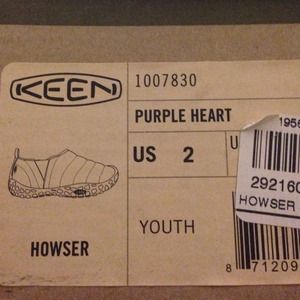 KEEN
1007830
PURPLE HEART
US 2
U
1956
292160
HOWSER
YOUTH
HOWSER
8 71209